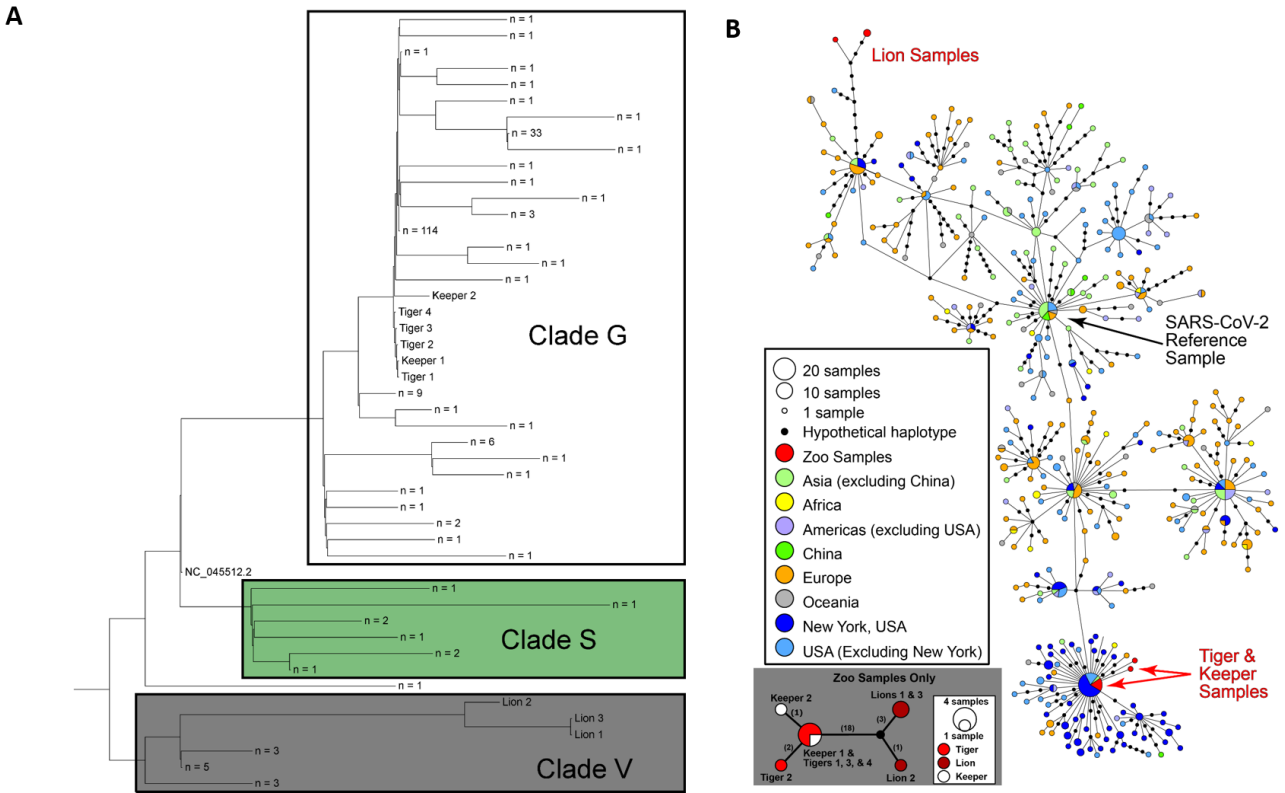 A
n = 1
n = 1
n = 1
n = 1
n = 1
n = 1
n = 1
n = 33
n = 1
n = 1
n = 1
n = 1
n = 3
n = 114
n = 1
n = 1
n = 1
Keeper 2
Tiger 4
Tiger 3
Tiger 2
Keeper 1
Tiger 1
Clade G
n = 9
n = 1
n = 1
n = 6
n = 1
n = 1
n = 1
n = 1
n = 2
n = 1
n = 1
NC_045512.2
n = 1
n = 1
n = 2
n = 1
n = 2
n = 1
Clade S
n = 1
Lion 2
Lion 3
Lion 1
n = 3
n = 5
n = 3
Clade V
B
Lion Samples
SARS-CoV-2
Reference
Sample
20 samples
10 samples
1 sample
Hypothetical haplotype
Zoo Samples
Asia (excluding China)
Africa
Americas (excluding USA)
China
Europe
Oceania
New York, USA
USA (Excluding New York)
Tiger &
Keeper
Samples
Zoo Samples Only
Keeper 2
(1)
(2)
Tiger 2
Keeper 1 &
Tigers 1, 3, & 4
(18)
Lions 1 & 3
(3)
(1)
Lion 2
4 samples
1 sample
Tiger
Lion
Keeper